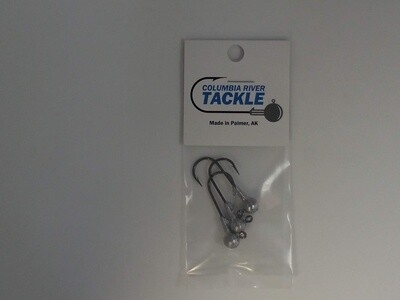 COLUMBIA RIVER
TACKLE
Made in Palmer, AK